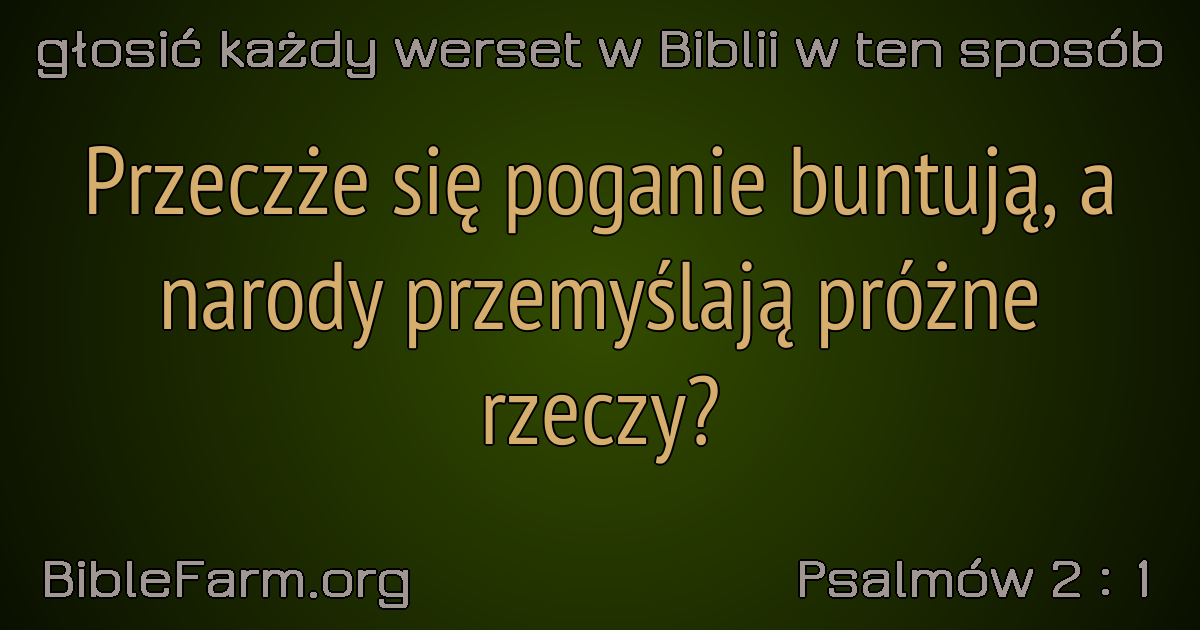 głosić każdy werset w Biblii w ten sposób
Przeczże się poganie buntują, a
narody przemyślają próżne
rzeczy?
BibleFarm.org
Psalmów 2 : 1